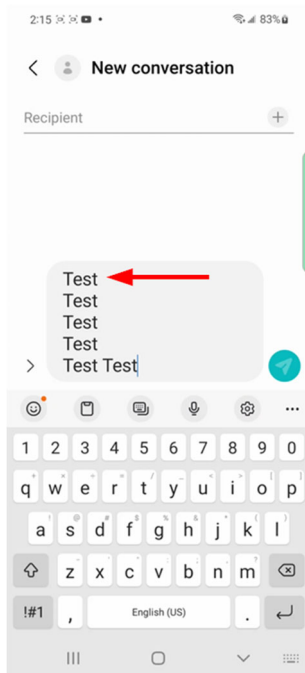 2:15
83%
New conversation
Recipient
Test
Test
Test
Test
Test Test
1 2 3 4 5 6 7 8 9 0
q w e r t y u i o p
a s d f g h j k l
z x c v b n m
!#1 , English (US) .